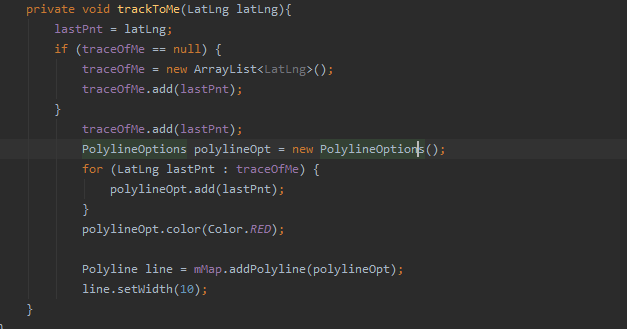 private void trackToMe(LatLng latLng){
lastPnt = latLng;
if (traceOfMe == null) {
traceOfMe = new ArrayList<LatLng>();
traceOfMe.add(lastPnt);
}
traceOfMe.add(lastPnt);
PolylineOptions polylineOpt = new PolylineOptions();
for (LatLng lastPnt : traceOfMe) {
polylineOpt.add(lastPnt);
}
polylineOpt.color(Color.RED);
Polyline line = mMap.addPolyline(polylineOpt);
line.setWidth(10);
}
}